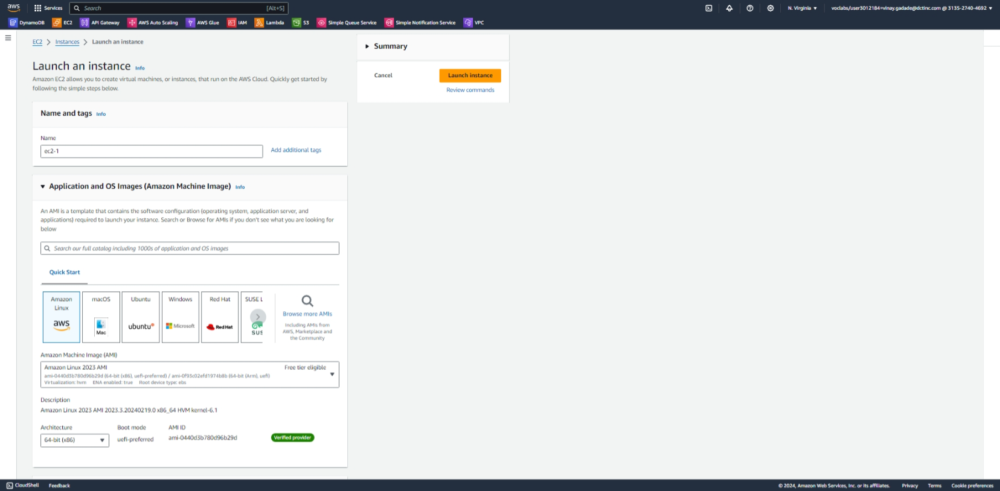 aws
Services
Search
[Alt+S]
N. Virginia
voclabs/user3012184=vinay.gadade@dctinc.com @ 3135-2740-4692
DynamoDB
EC2
API Gateway
AWS Auto Scaling
AWS Glue
IAM
Lambda
S3
Simple Queue Service
Simple Notification Service
VPC
EC2 > Instances > Launch an instance
Launch an instance Info
Amazon EC2 allows you to create virtual machines, or instances, that run on the AWS Cloud. Quickly get started by
following the simple steps below.
Name and tags Info
Name
ec2-1
Add additional tags
Application and OS Images (Amazon Machine Image) Info
An AMI is a template that contains the software configuration (operating system, application server, and
applications) required to launch your instance. Search or Browse for AMIs if you don't see what you are looking for
below
Search our full catalog including 1000s of application and OS images
Quick Start
Amazon
Linux
aws
macOS
Mac
Ubuntu
ubuntu
Windows
Microsoft
Red Hat
RedHat
SUSE L
SUS
Browse more AMIs
Including AMIs from
AWS, Marketplace and
the Community
Amazon Machine Image (AMI)
Amazon Linux 2023 AMI
Free tier eligible
ami-0440d3b780d96b29d (64-bit (x86), uefi-preferred) / ami-0f93c02efd1974b8b (64-bit (Arm), uefi)
Virtualization: hvm ENA enabled: true Root device type: ebs
Description
Amazon Linux 2023 AMI 2023.3.20240219.0 x86_64 HVM kernel-6.1
Architecture
64-bit (x86)
Boot mode
uefi-preferred
AMI ID
ami-0440d3b780d96b29d
Verified provider
Summary
Cancel
Launch instance
Review commands
CloudShell
Feedback
© 2024, Amazon Web Services, Inc. or its affiliates.
Privacy
Terms
Cookie preferences